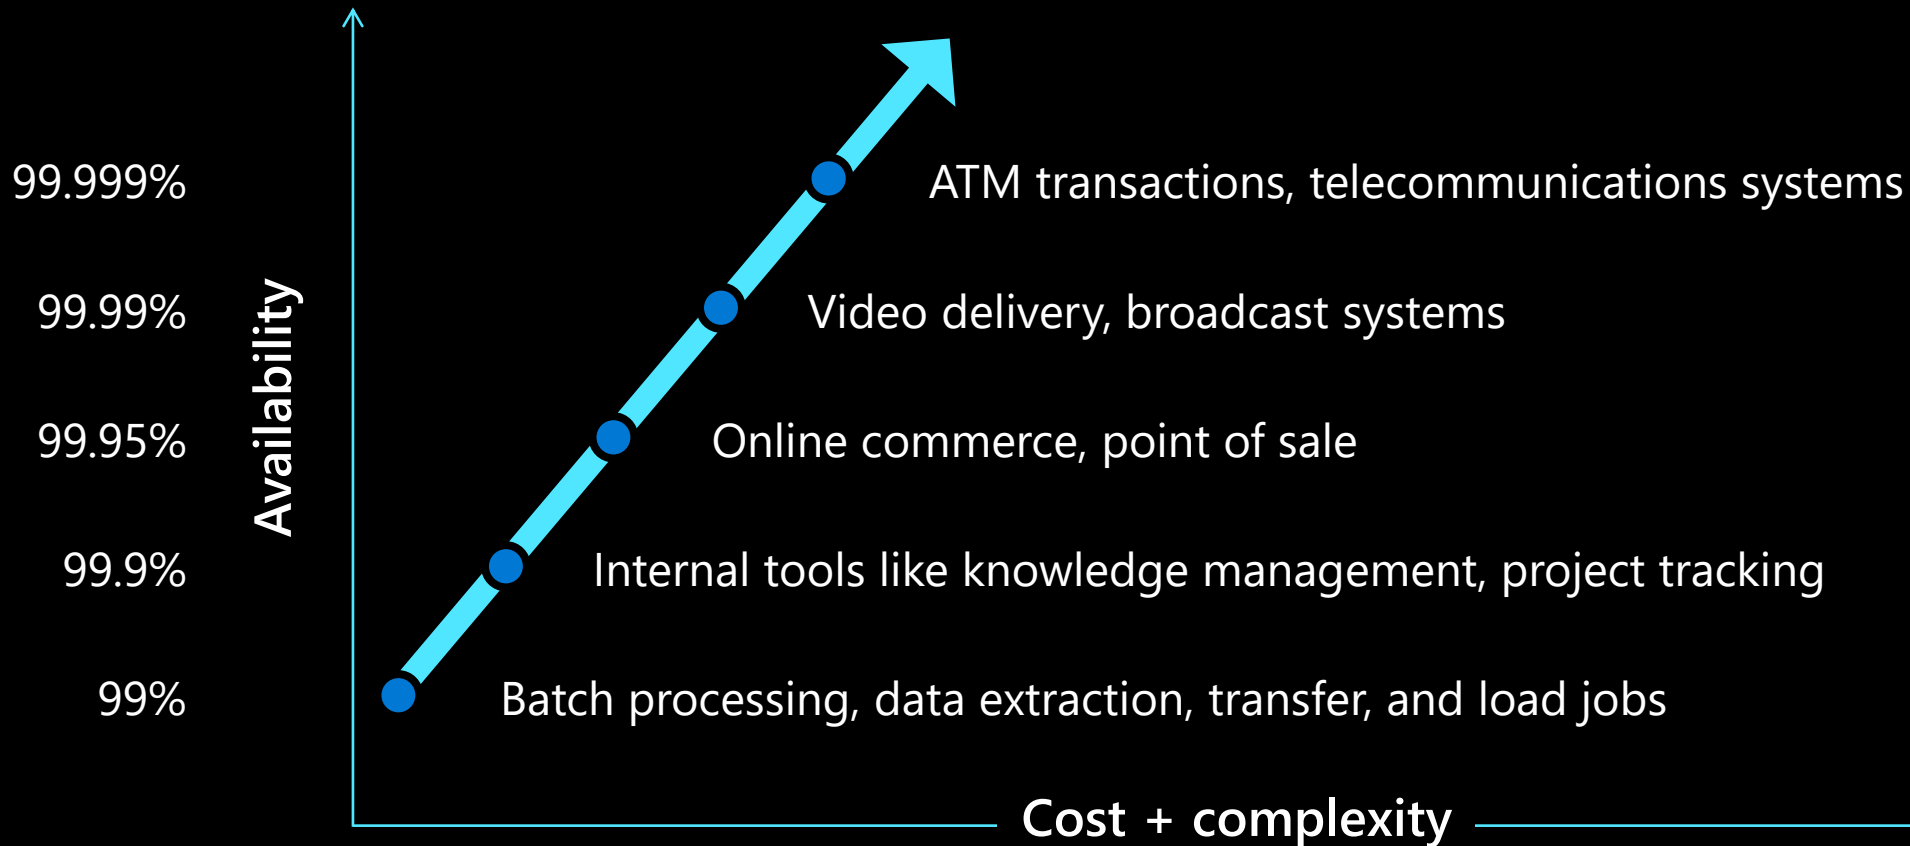 99.999%
ATM transactions, telecommunications systems
99.99%
Video delivery, broadcast systems
Availability
99.95%
Online commerce, point of sale
99.9%
Internal tools like knowledge management, project tracking
99%
Batch processing, data extraction, transfer, and load jobs
Cost + complexity